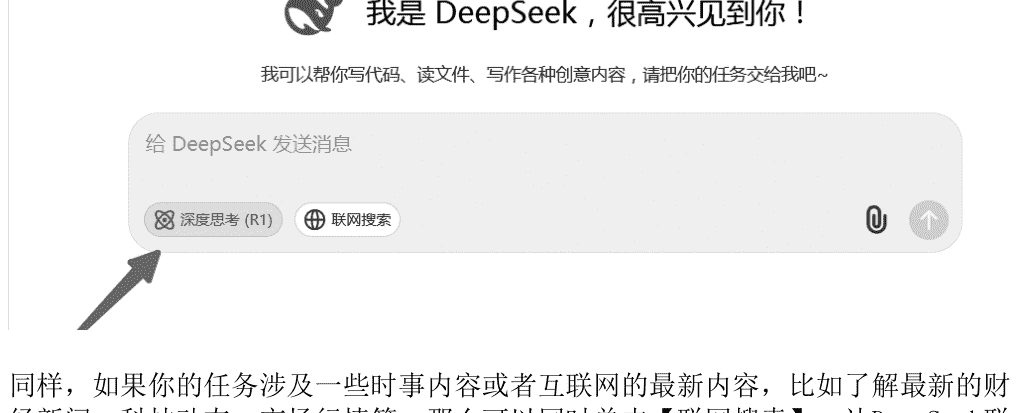 我是 DeepSeek，很高兴见到你！
我可以帮你写代码、读文件、写作各种创意内容，请把你的任务交给我吧~
给 DeepSeek 发送消息
深度思考 (R1) 联网搜索
同样，如果你的任务涉及一些时事内容或者互联网的最新内容，比如了解最新的财